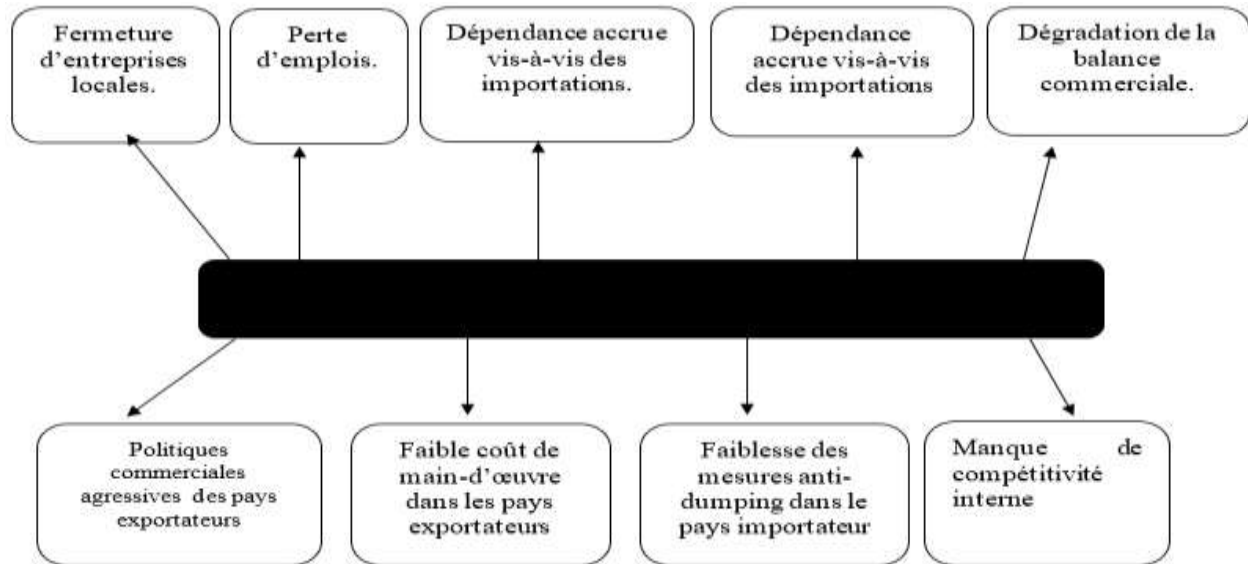 Fermeture
d’entreprises
locales.
Perte
d’emplois.
Dépendance accrue
vis-à-vis des
importations.
Dépendance
accrue vis-à-vis
des importations
Dégradation de la
balance
commerciale.
Politiques
commerciales
agressives des pays
exportateurs
Faible coût de
main-d’œuvre
dans les pays
exportateurs
Faiblesse des
mesures anti-
dumping dans le
pays importateur
Manque de
compétitivité
interne